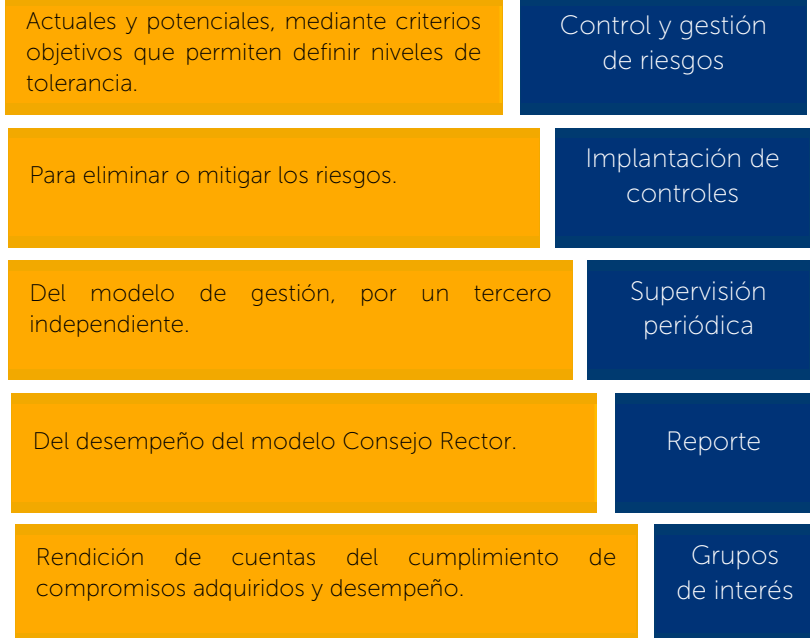 Actuales y potenciales, mediante criterios
objetivos que permiten definir niveles de
tolerancia.
Control y gestión
de riesgos
Para eliminar o mitigar los riesgos.
Implantación de
controles
Del modelo de gestión, por un tercero
independiente.
Supervisión
periódica
Del desempeño del modelo Consejo Rector.
Reporte
Rendición de cuentas del cumplimiento de
compromisos adquiridos y desempeño.
Grupos
de interés